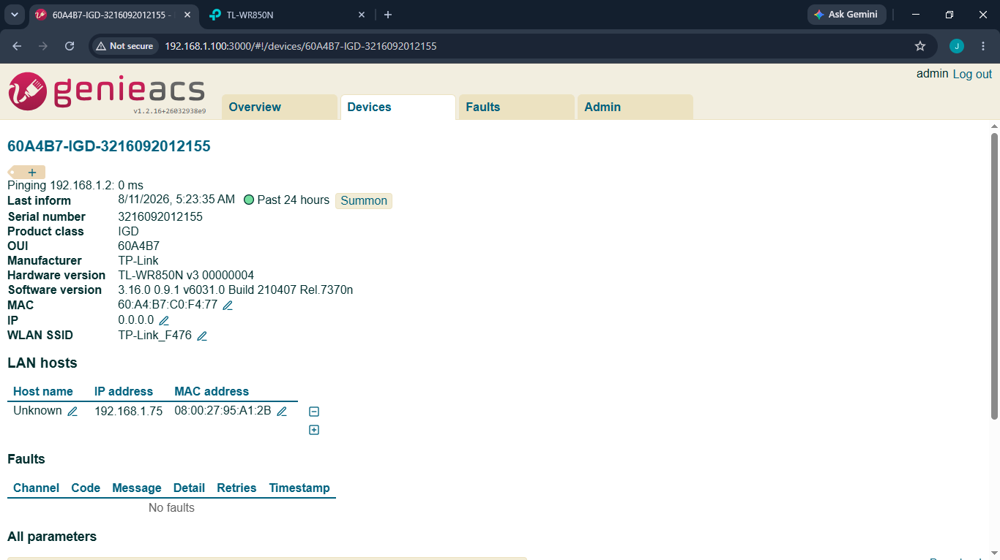 60A4B7-IGD-3216092012155 -
TL-WR850N
Ask Gemini
Not secure
192.168.1.100:3000/#!/devices/60A4B7-IGD-3216092012155
J
admin Log out
genieacs
v1.2.16+26032938e9
Overview Devices Faults Admin
60A4B7-IGD-3216092012155
+
Pinging 192.168.1.2: 0 ms
Last inform 8/11/2026, 5:23:35 AM Past 24 hours Summon
Serial number 3216092012155
Product class IGD
OUI 60A4B7
Manufacturer TP-Link
Hardware version TL-WR850N v3 00000004
Software version 3.16.0 0.9.1 v6031.0 Build 210407 Rel.7370n
MAC 60:A4:B7:C0:F4:77
IP 0.0.0.0
WLAN SSID TP-Link_F476
LAN hosts
Host name IP address MAC address
Unknown 192.168.1.75 08:00:27:95:A1:2B
Faults
Channel Code Message Detail Retries Timestamp
No faults
All parameters